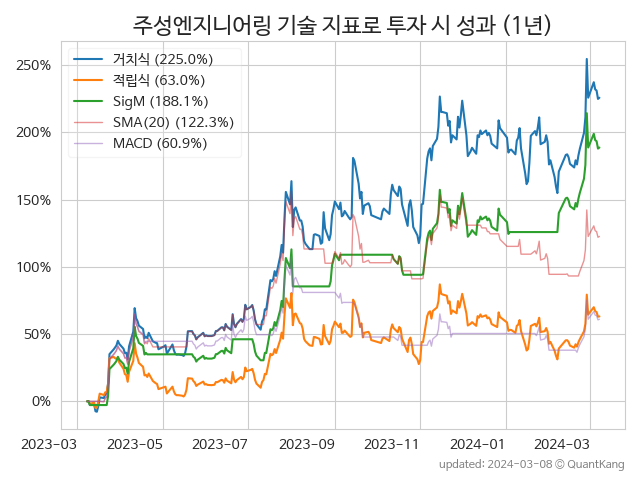 주성엔지니어링 기술 지표로 투자 시 성과 (1년)
거치식 (225.0%)
적립식 (63.0%)
SigM (188.1%)
SMA(20) (122.3%)
MACD (60.9%)
250%
200%
150%
100%
50%
0%
2023-03 2023-05 2023-07 2023-09 2023-11 2024-01 2024-03
updated: 2024-03-08 © QuantKang